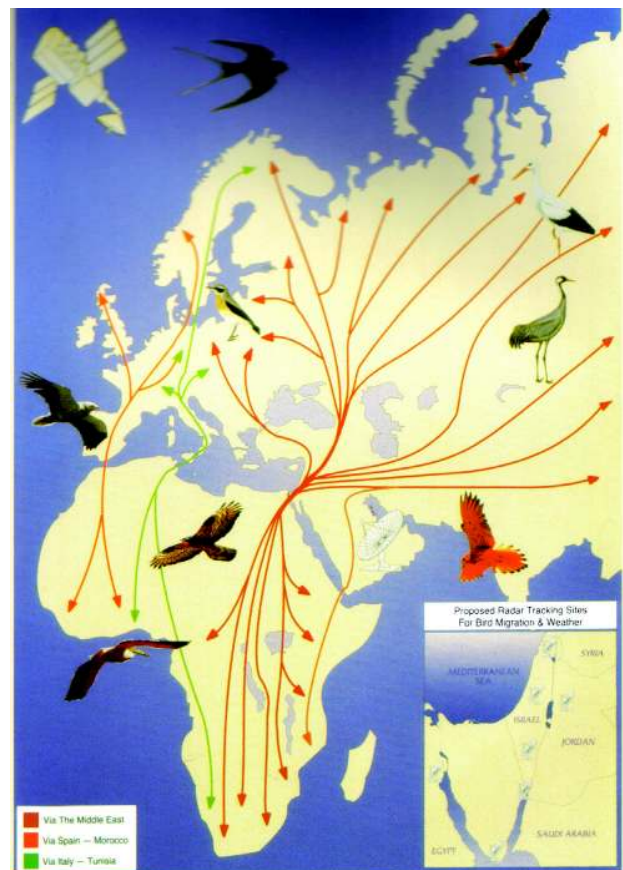 Proposed Radar Tracking Sites
For Bird Migration & Weather
MEDITERRANEAN
SEA
SYRIA
ISRAEL
JORDAN
SAUDI ARABIA
EGYPT
Via The Middle East
Via Spain — Morocco
Via Italy — Tunisia